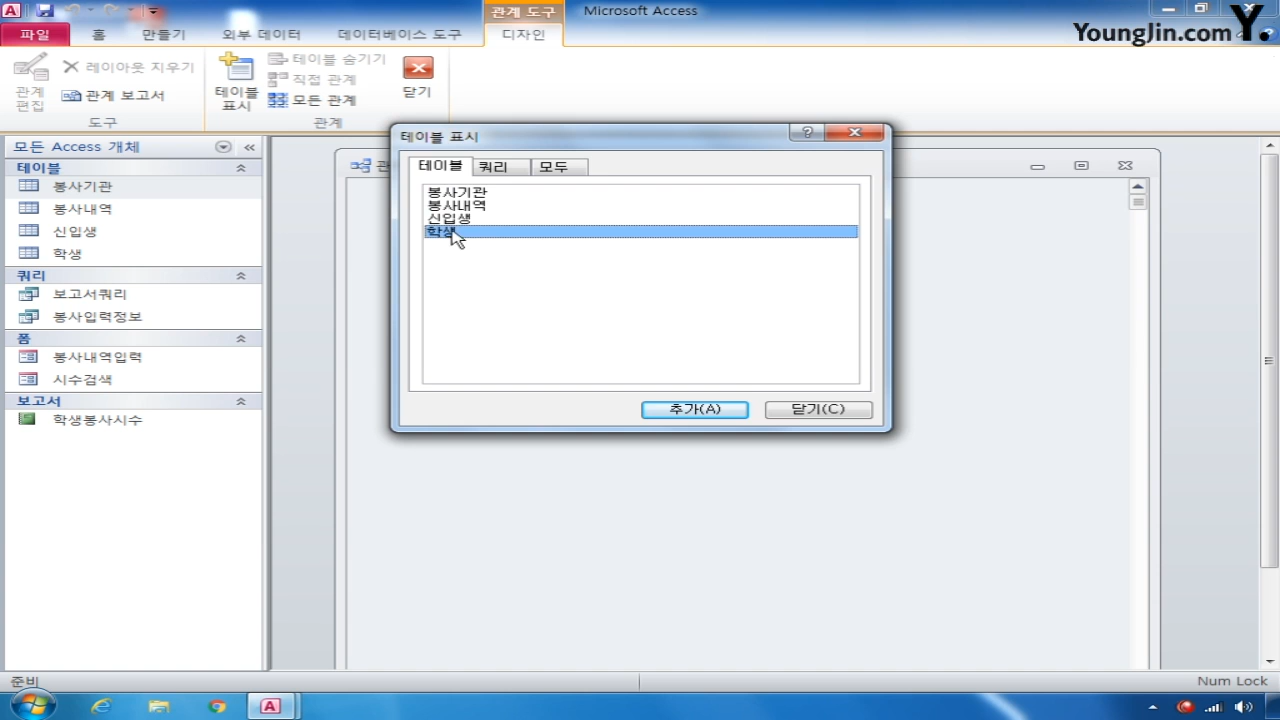 관계 도구
Microsoft Access
YoungJin.com Y.
파일
홈
만들기
외부 데이터
데이터베이스 도구
디자인
관계
편집
레이아웃 지우기
관계 보고서
도구
테이블
표시
테이블 숨기기
직접 관계
모든 관계
닫기
관계
모든 Access 개체
테이블
봉사기관
봉사내역
신입생
학생
쿼리
보고서쿼리
봉사입력정보
폼
봉사내역입력
시수검색
보고서
학생봉사시수
관
테이블 표시
테이블
쿼리
모두
봉사기관
봉사내역
신입생
학생
추가(A)
닫기(C)
준비
Num Lock